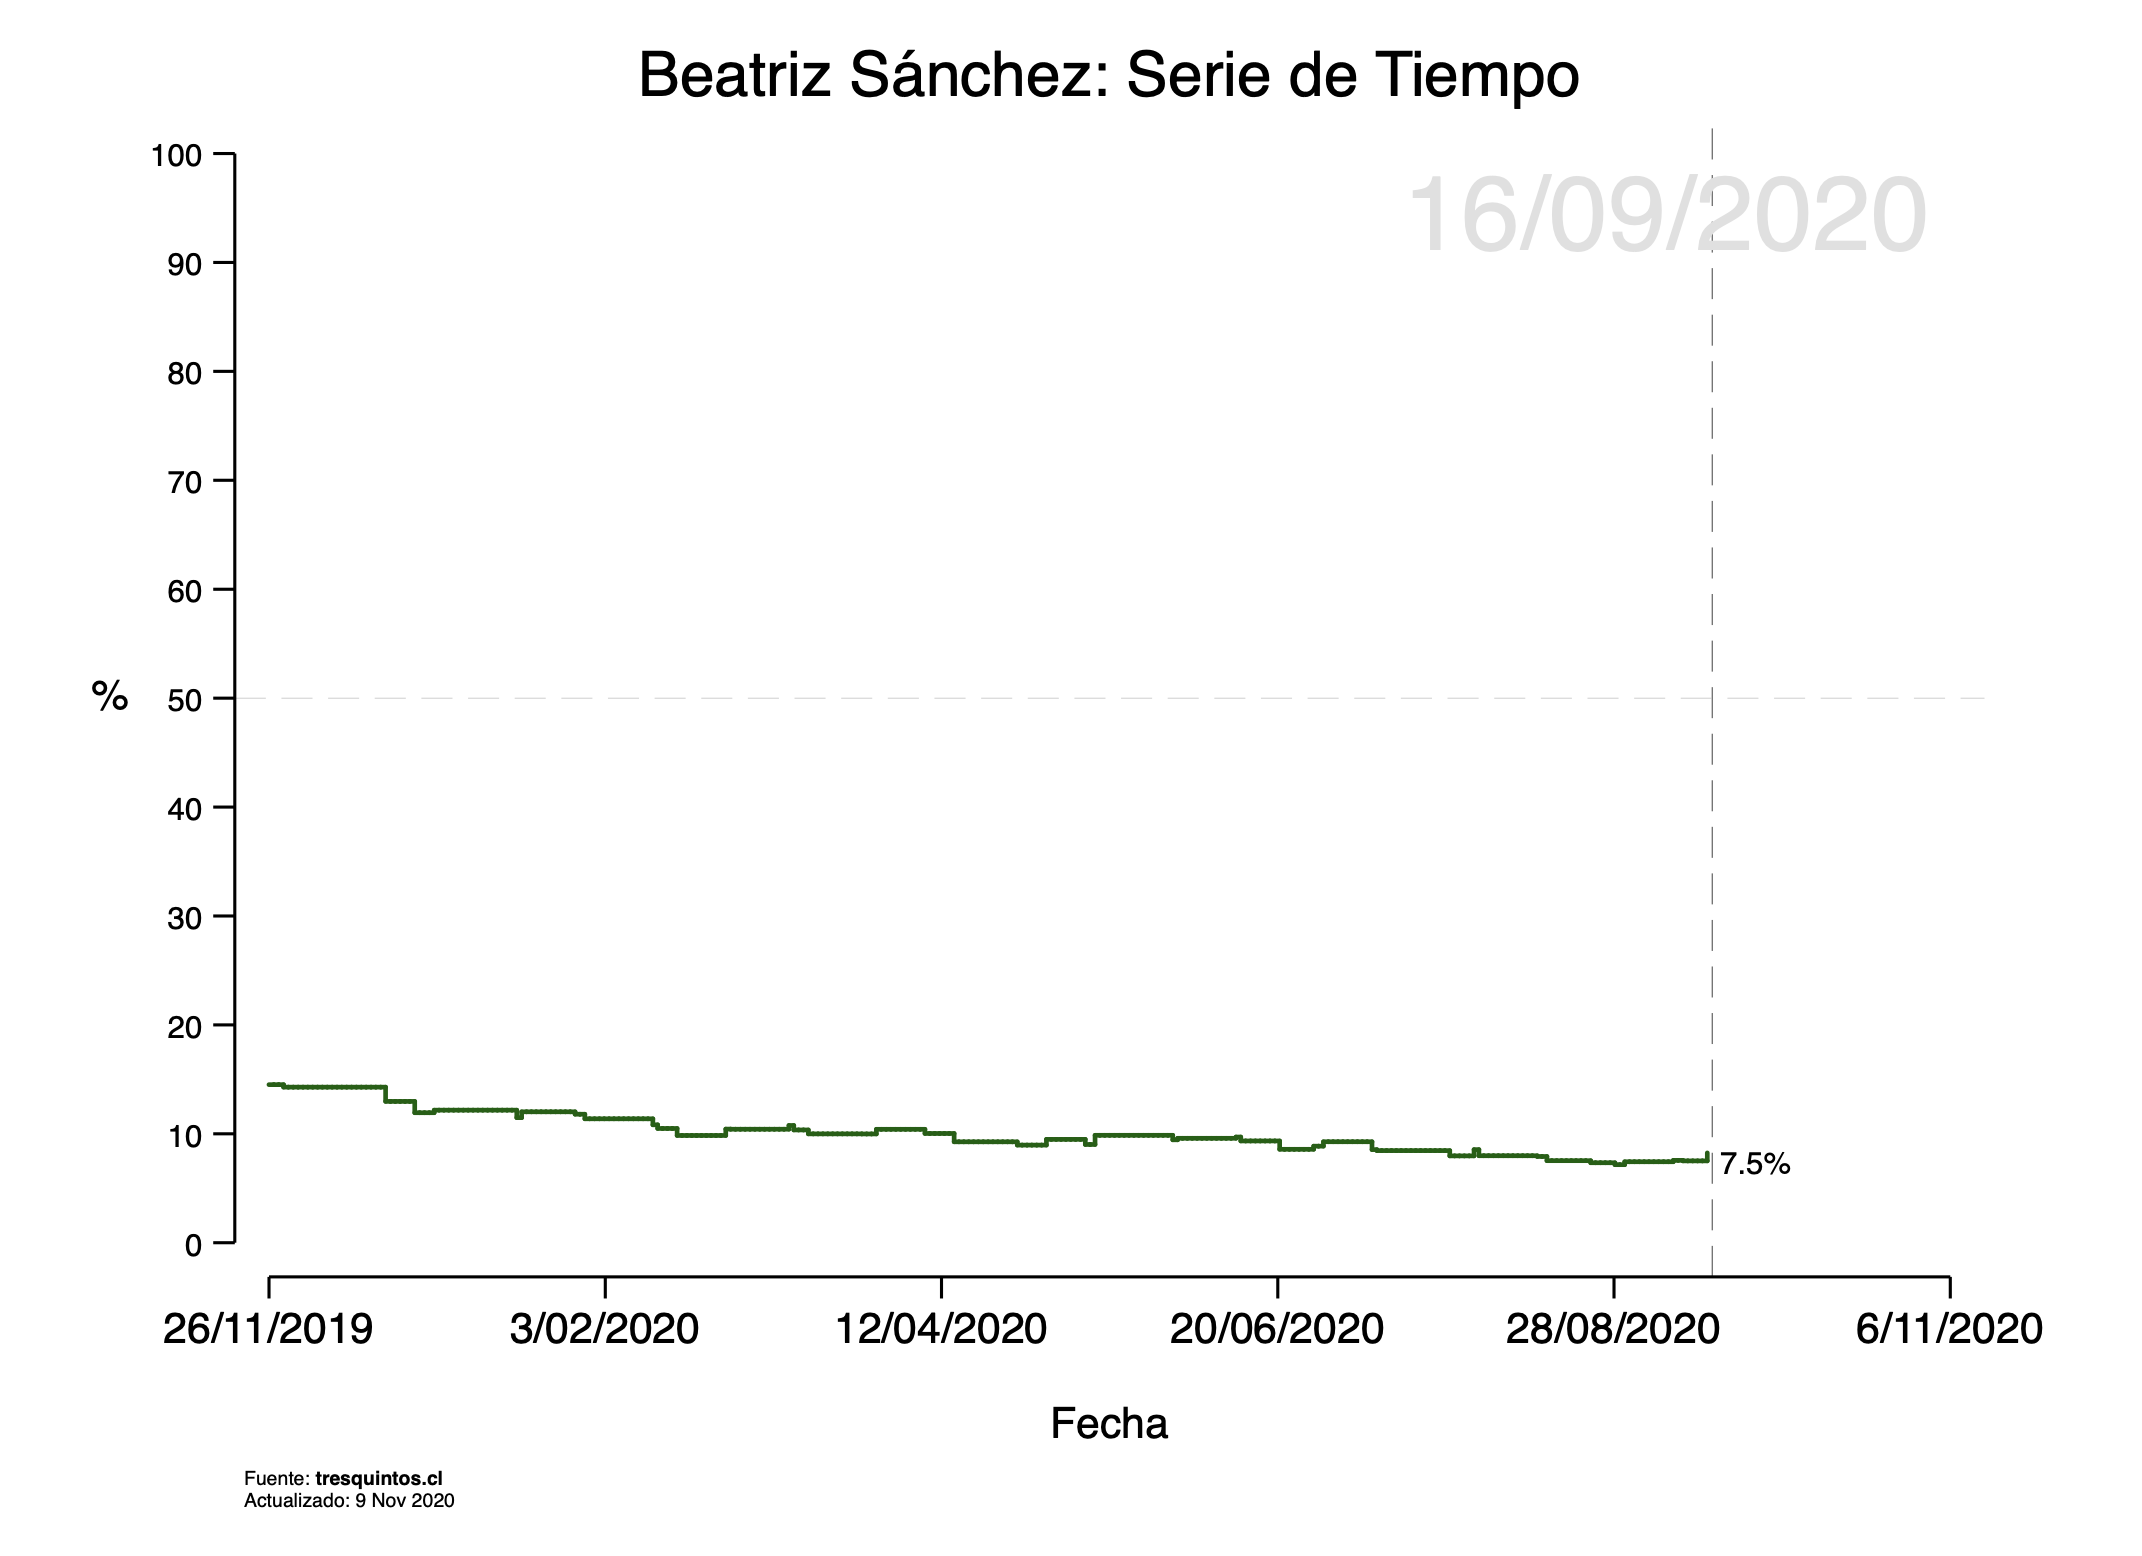 Beatriz Sánchez: Serie de Tiempo
16/09/2020
100
90
80
70
60
50
40
30
20
10
0
%
7.5%
26/11/2019 3/02/2020 12/04/2020 20/06/2020 28/08/2020 6/11/2020
Fecha
Fuente: tresquintos.cl
Actualizado: 9 Nov 2020